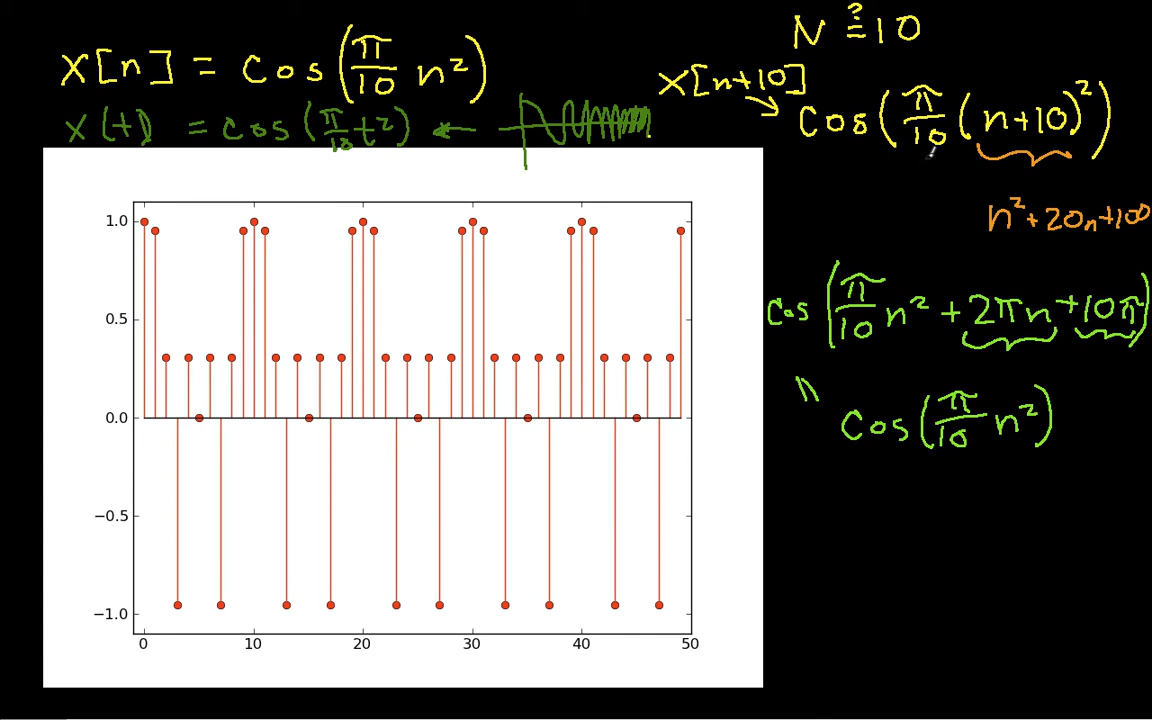 N ≟ 10
X[n] = Cos(π/10 n²)
X[n+10]
Cos(π/10 (n+10)²)
X(t) = cos(π/10 t²) ←
n² + 20n + 100
Cos(π/10 n² + 2πn + 10π)
Cos(π/10 n²)
1.0
0.5
0.0
−0.5
−1.0
0 10 20 30 40 50